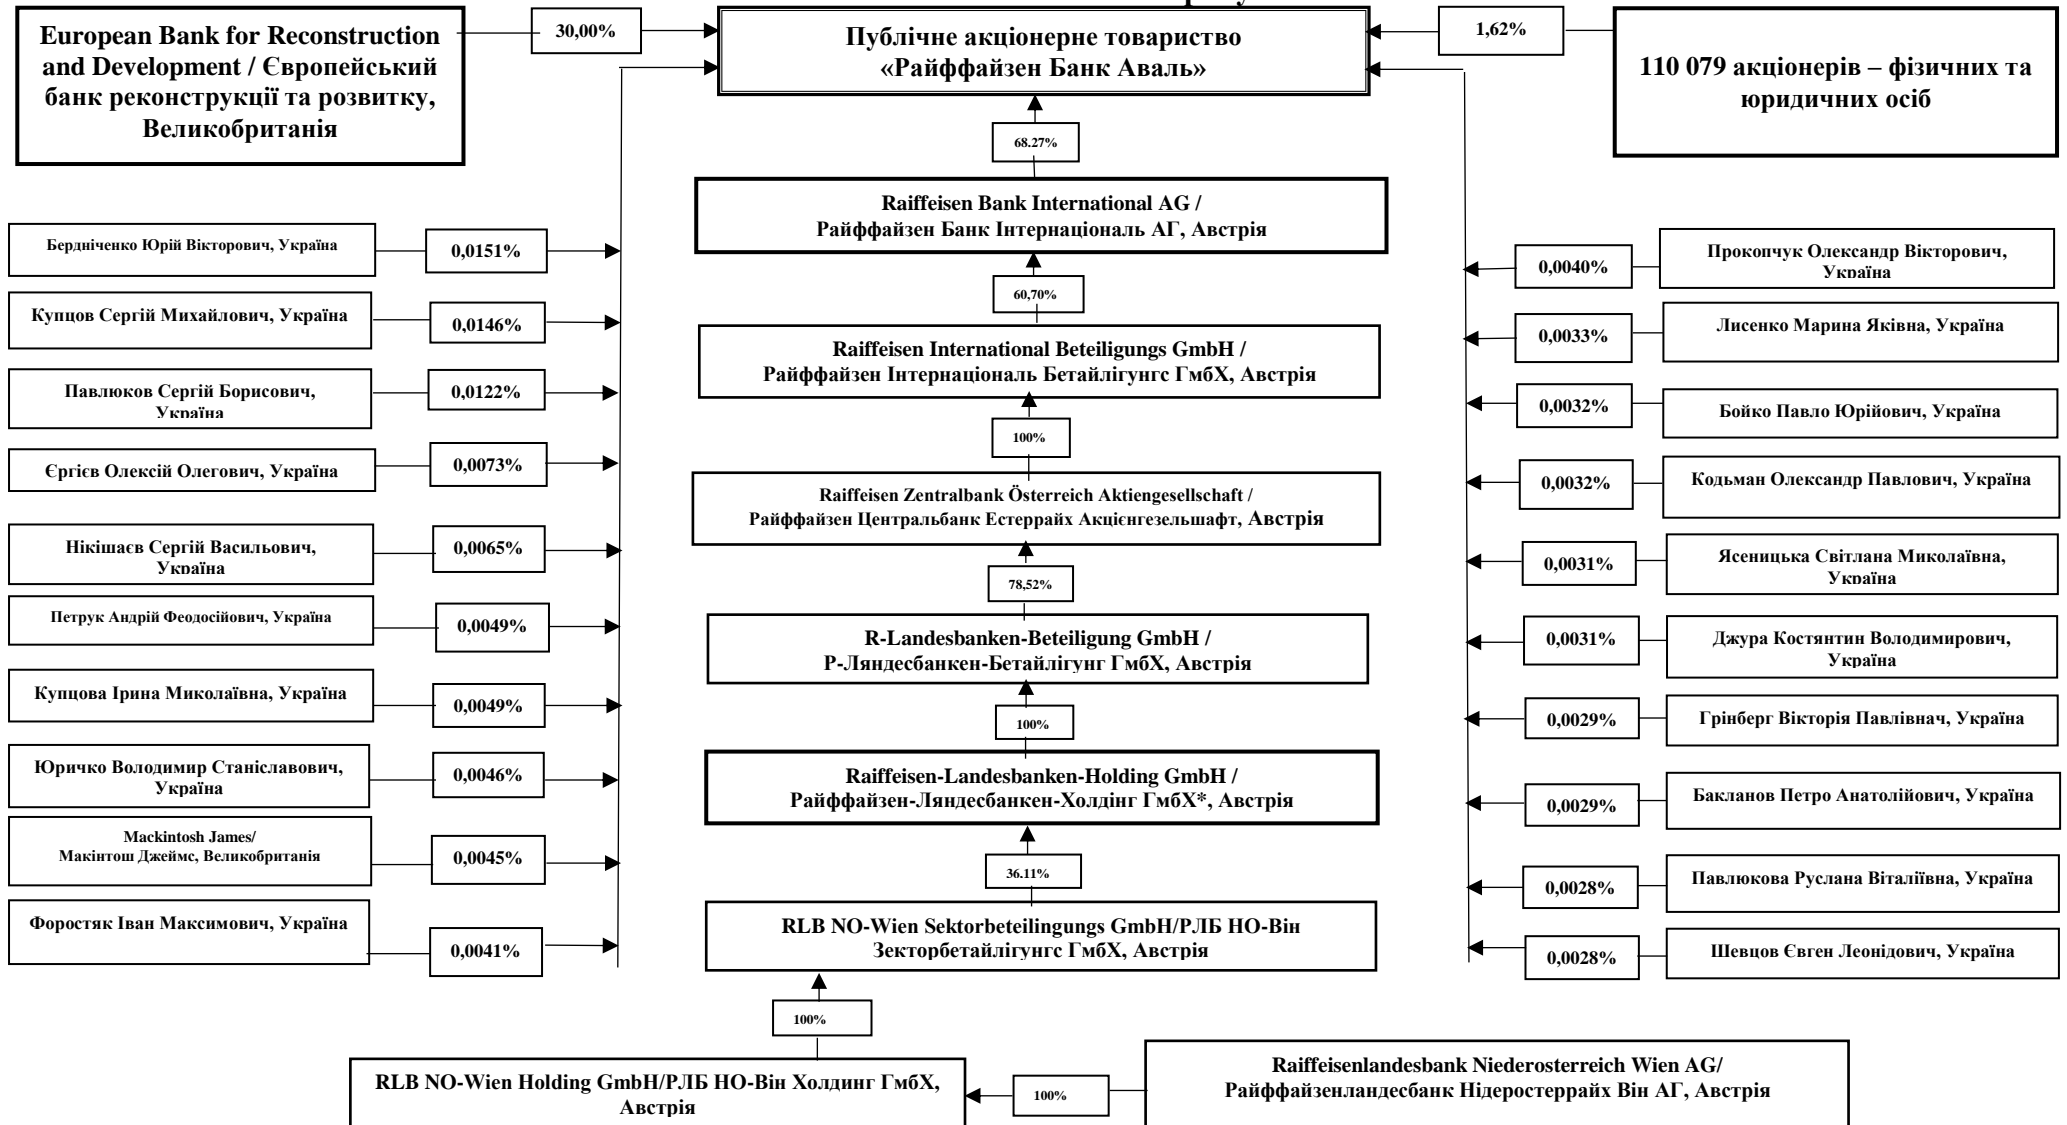 European Bank for Reconstruction
and Development / Європейський
банк реконструкції та розвитку,
Великобританія
30,00%
Публічне акціонерне товариство
«Райффайзен Банк Аваль»
1,62%
110 079 акціонерів – фізичних та
юридичних осіб
68.27%
Raiffeisen Bank International AG /
Райффайзен Банк Інтернаціональ АГ, Австрія
60,70%
Raiffeisen International Beteiligungs GmbH /
Райффайзен Інтернаціональ Бетайлігунгс ГмбХ, Австрія
100%
Raiffeisen Zentralbank Österreich Aktiengesellschaft /
Райффайзен Центральбанк Естеррайх Акцієнгезельшафт, Австрія
78,52%
R-Landesbanken-Beteiligung GmbH /
Р-Ляндесбанкен-Бетайлігунг ГмбХ, Австрія
100%
Raiffeisen-Landesbanken-Holding GmbH /
Райффайзен-Ляндесбанкен-Холдінг ГмбХ*, Австрія
36.11%
RLB NO-Wien Sektorbeteilingungs GmbH/РЛБ НО-Він
Зекторбетайлігунгс ГмбХ, Австрія
100%
RLB NO-Wien Holding GmbH/РЛБ НО-Він Холдинг ГмбХ,
Австрія
100%
Raiffeisenlandesbank Niederosterreich Wien AG/
Райффайзенландесбанк Нідеростеррайх Він АГ, Австрія
Бердніченко Юрій Вікторович, Україна
0,0151%
Купцов Сергій Михайлович, Україна
0,0146%
Павлюков Сергій Борисович,
Україна
0,0122%
Єргієв Олексій Олегович, Україна
0,0073%
Нікішаєв Сергій Васильович,
Україна
0,0065%
Петрук Андрій Феодосійович, Україна
0,0049%
Купцова Ірина Миколаївна, Україна
0,0049%
Юричко Володимир Станіславович,
Україна
0,0046%
Mackintosh James/
Макінтош Джеймс, Великобританія
0,0045%
Форостяк Іван Максимович, Україна
0,0041%
0,0040%
Прокопчук Олександр Вікторович,
Україна
0,0033%
Лисенко Марина Яківна, Україна
0,0032%
Бойко Павло Юрійович, Україна
0,0032%
Кодьман Олександр Павлович, Україна
0,0031%
Ясеницька Світлана Миколаївна,
Україна
0,0031%
Джура Костянтин Володимирович,
Україна
0,0029%
Грінберг Вікторія Павлівнач, Україна
0,0029%
Бакланов Петро Анатолійович, Україна
0,0028%
Павлюкова Руслана Віталіївна, Україна
0,0028%
Шевцов Євген Леонідович, Україна